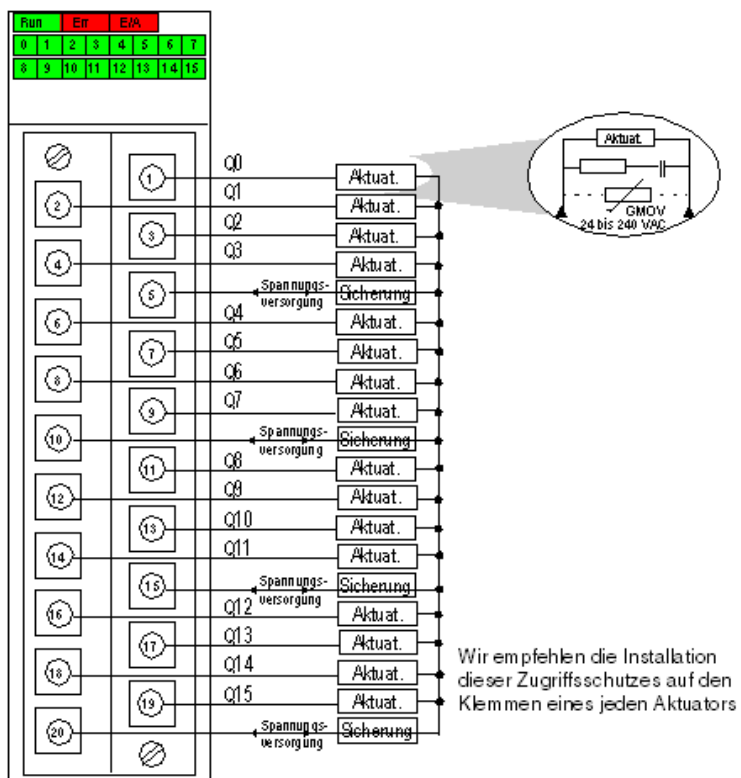 Run Err E/A
0 1 2 3 4 5 6 7
8 9 10 11 12 13 14 15
Aktuat.
GMOV
24 bis 240 VAC
1 Q0 Aktuat.
2 Q1 Aktuat.
3 Q2 Aktuat.
4 Q3 Aktuat.
5 Spannungs-
versorgung Sicherung
6 Q4 Aktuat.
7 Q5 Aktuat.
8 Q6 Aktuat.
9 Q7 Aktuat.
10 Spannungs-
versorgung Sicherung
11 Q8 Aktuat.
12 Q9 Aktuat.
13 Q10 Aktuat.
14 Q11 Aktuat.
15 Spannungs-
versorgung Sicherung
16 Q12 Aktuat.
17 Q13 Aktuat.
18 Q14 Aktuat.
19 Q15 Aktuat.
20 Spannungs-
versorgung Sicherung
Wir empfehlen die Installation
dieser Zugriffsschutzes auf den
Klemmen eines jeden Aktuators